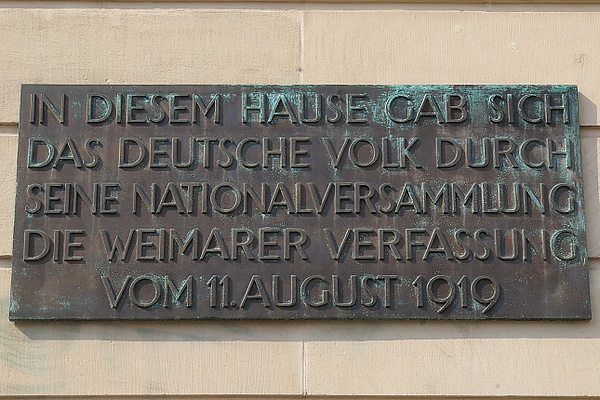 IN DIESEM HAUSE GAB SICH
DAS DEUTSCHE VOLK DURCH
SEINE NATIONALVERSAMMLUNG
DIE WEIMARER VERFASSUNG
VOM 11. AUGUST 1919